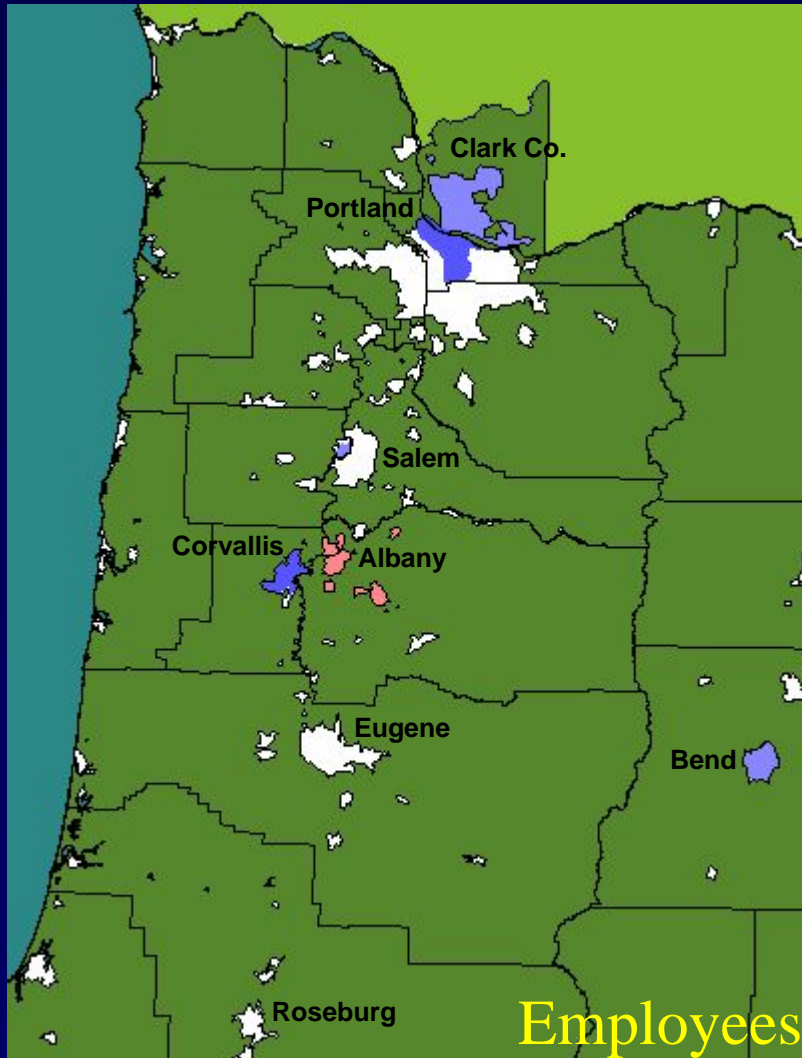 Clark Co.
Portland
Salem
Corvallis
Albany
Eugene
Bend
Roseburg
Employees